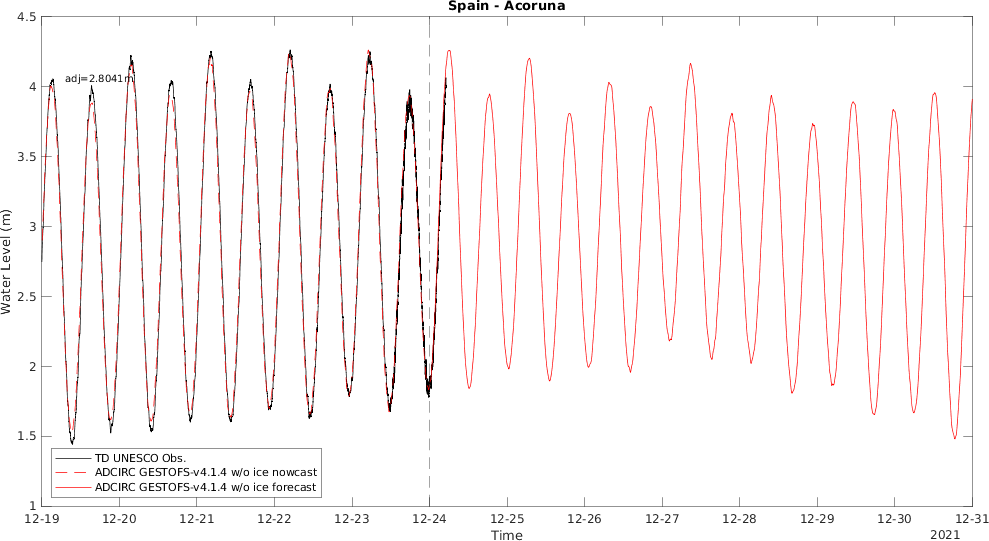 Spain - Acoruna
4.5
4
3.5
3
2.5
2
1.5
1
Water Level (m)
adj=2.8041m
TD UNESCO Obs.
ADCIRC GESTOFS-v4.1.4 w/o ice nowcast
ADCIRC GESTOFS-v4.1.4 w/o ice forecast
12-19 12-20 12-21 12-22 12-23 12-24 12-25 12-26 12-27 12-28 12-29 12-30 12-31
Time
2021